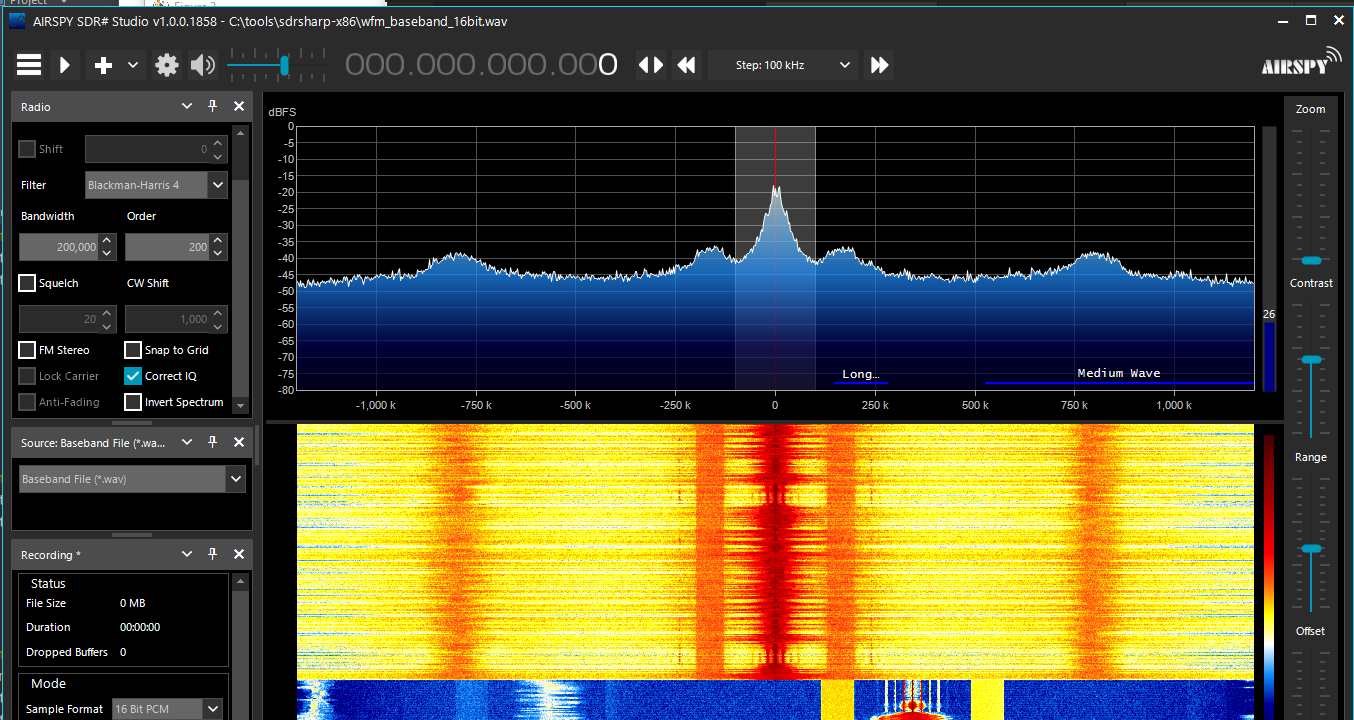 Project
Figure 2
AIRSPY SDR# Studio v1.0.0.1858 - C:\tools\sdrsharp-x86\wfm_baseband_16bit.wav
000.000.000.000
Step: 100 kHz
AIRSPY
Radio
Shift
0
Filter
Blackman-Harris 4
Bandwidth
Order
200,000
200
Squelch
CW Shift
20
1,000
FM Stereo
Snap to Grid
Lock Carrier
Correct IQ
Anti-Fading
Invert Spectrum
Source: Baseband File (*.wa...
Baseband File (*.wav)
Recording *
Status
File Size
0 MB
Duration
00:00:00
Dropped Buffers
0
Mode
Sample Format
16 Bit PCM
dBFS
0
-5
-10
-15
-20
-25
-30
-35
-40
-45
-50
-55
-60
-65
-70
-75
-80
Long…
Medium Wave
-1,000 k
-750 k
-500 k
-250 k
0
250 k
500 k
750 k
1,000 k
26
Zoom
Contrast
Range
Offset